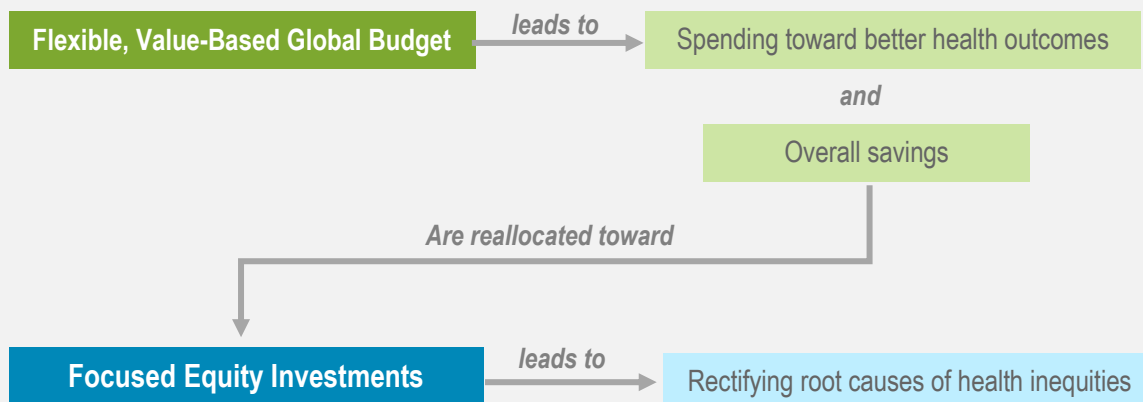 Flexible, Value-Based Global Budget
leads to
Spending toward better health outcomes
and
Overall savings
Are reallocated toward
Focused Equity Investments
leads to
Rectifying root causes of health inequities